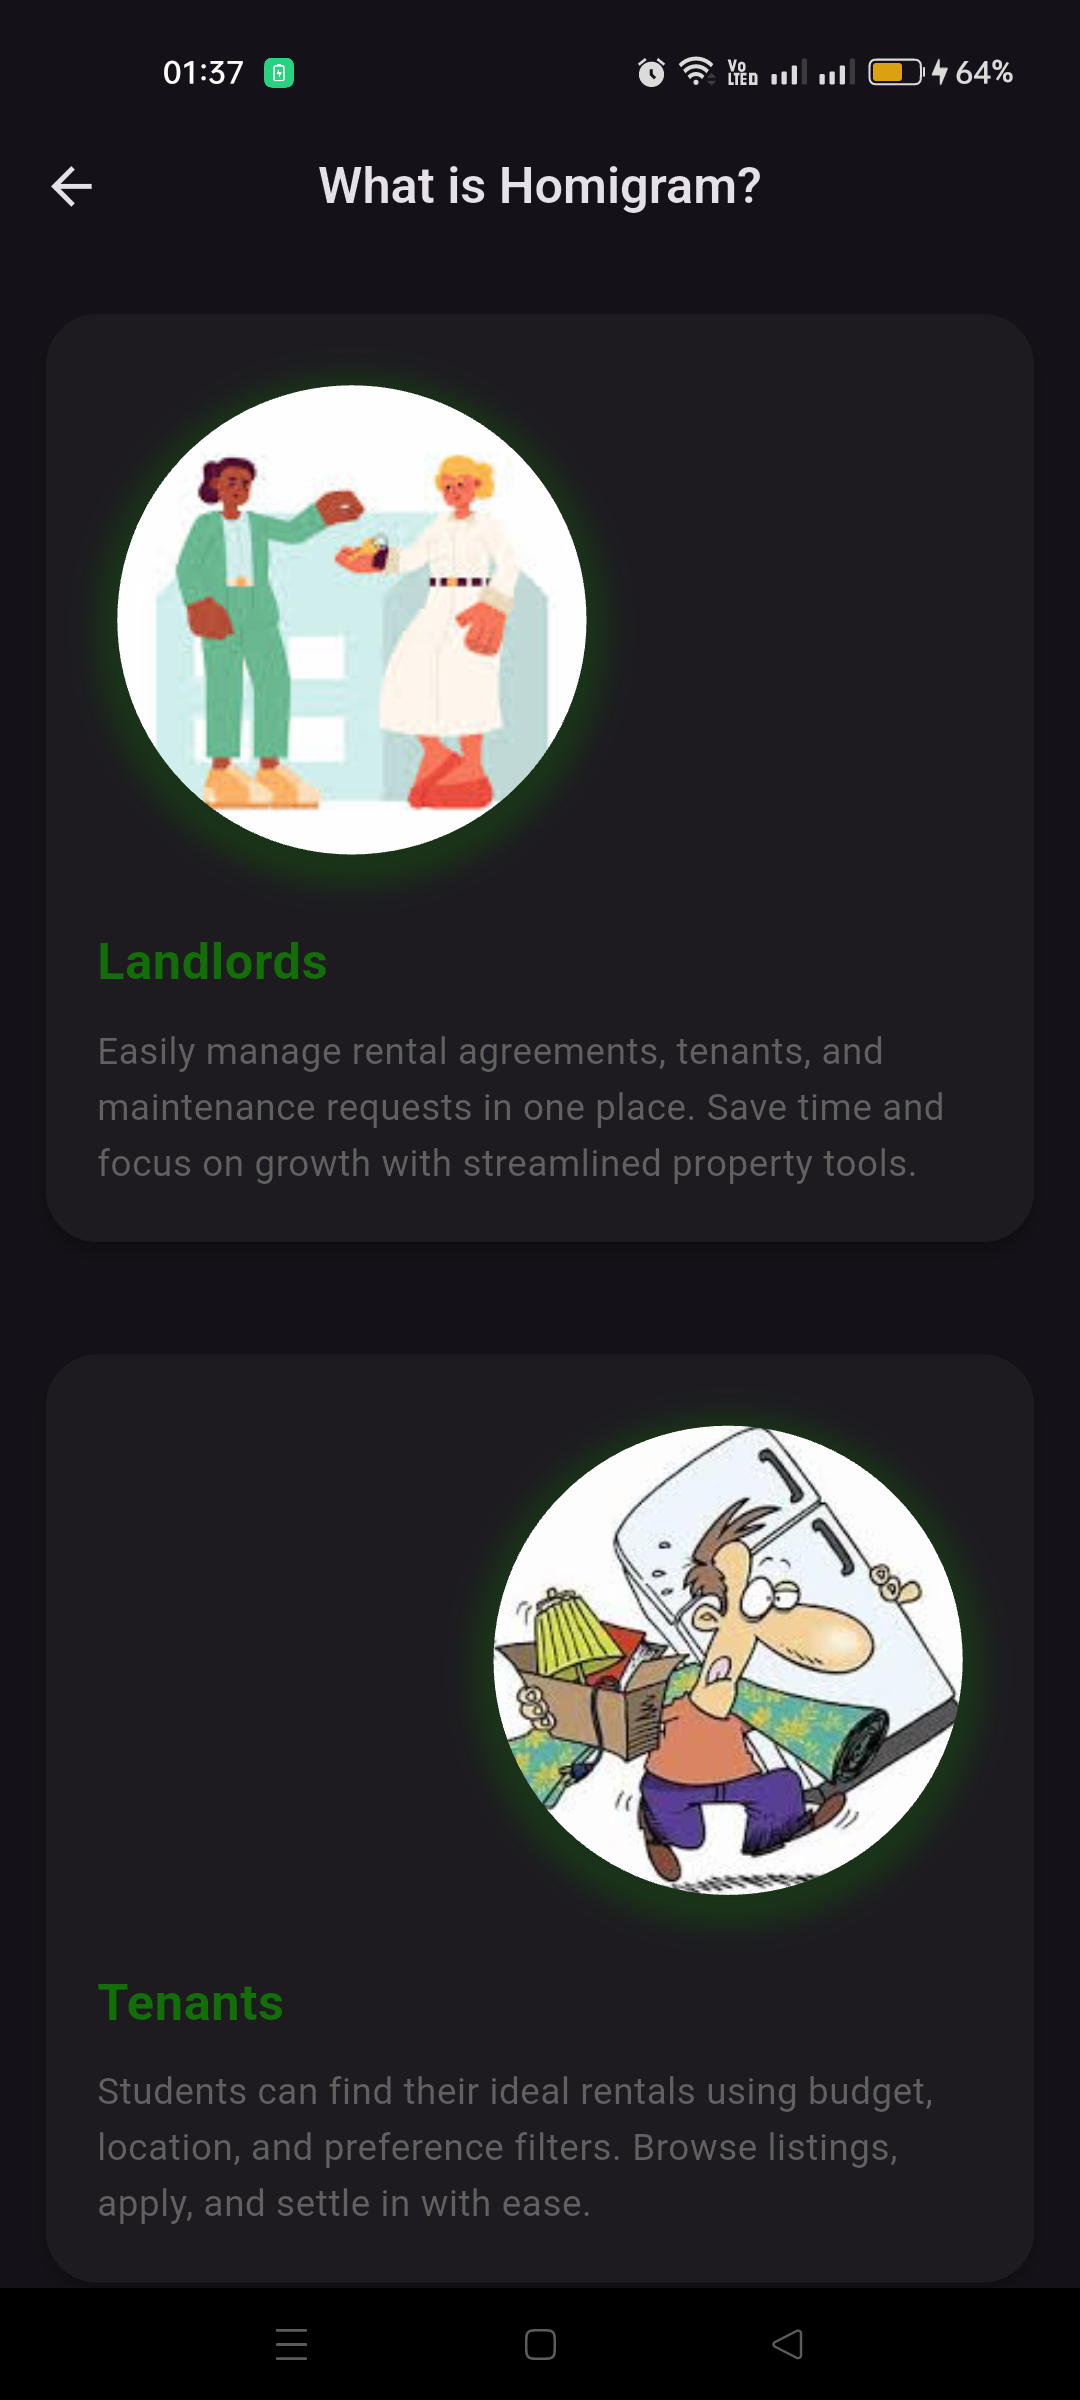 01:37
Vo LTE D 64%
What is Homigram?
Landlords
Easily manage rental agreements, tenants, and
maintenance requests in one place. Save time and
focus on growth with streamlined property tools.
Tenants
Students can find their ideal rentals using budget,
location, and preference filters. Browse listings,
apply, and settle in with ease.